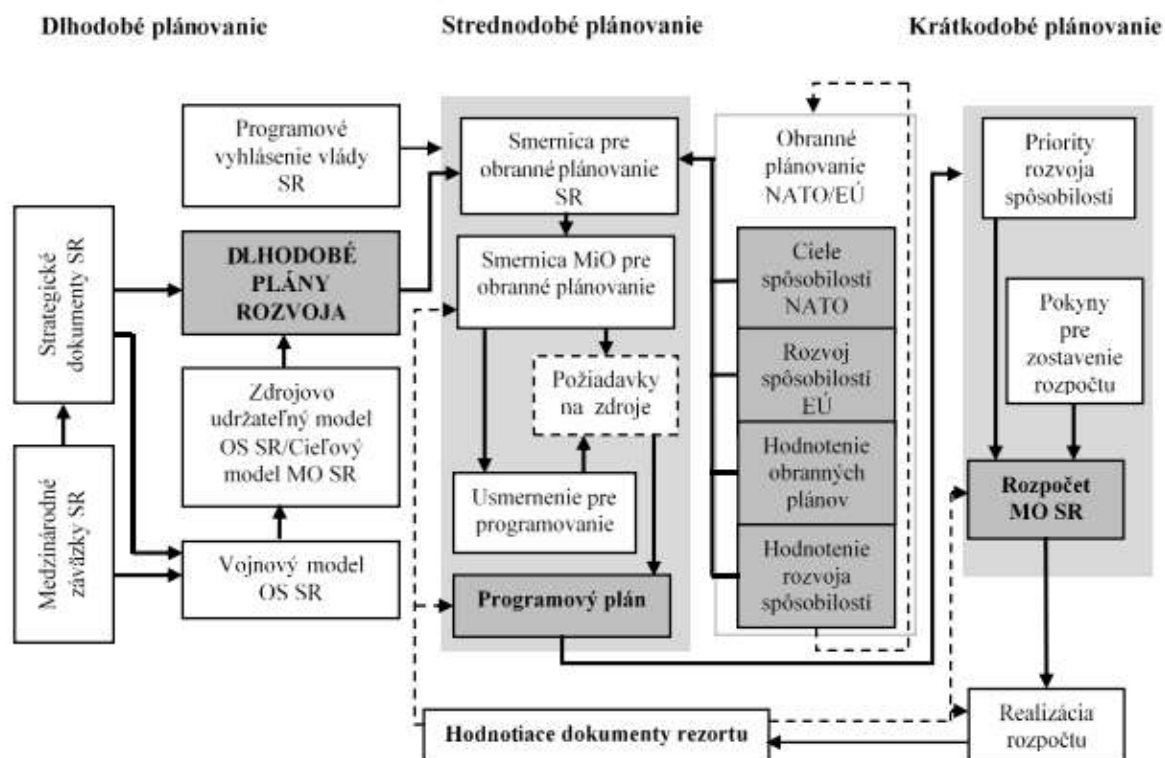 Dlhodobé plánovanie
Strednodobé plánovanie
Krátkodobé plánovanie
Programové
vyhlásenie vlády
SR
Strategické
dokumenty SR
DLHODOBÉ
PLÁNY
ROZVOJA
Zdrojovo
udržateľný model
OS SR/Cieľový
model MO SR
Medzinárodné
záväzky SR
Vojnový model
OS SR
Smernica pre
obranné plánovanie
SR
Smernica MiO pre
obranné plánovanie
Požiadavky
na zdroje
Usmernenie pre
programovanie
Programový plán
Obranné
plánovanie
NATO/EÚ
Ciele
spôsobilostí
NATO
Rozvoj
spôsobilostí
EÚ
Hodnotenie
obranných
plánov
Hodnotenie
rozvoja
spôsobilostí
Priority
rozvoja
spôsobilostí
Pokyny pre
zostavenie
rozpočtu
Rozpočet
MO SR
Realizácia
rozpočtu
Hodnotiace dokumenty rezortu